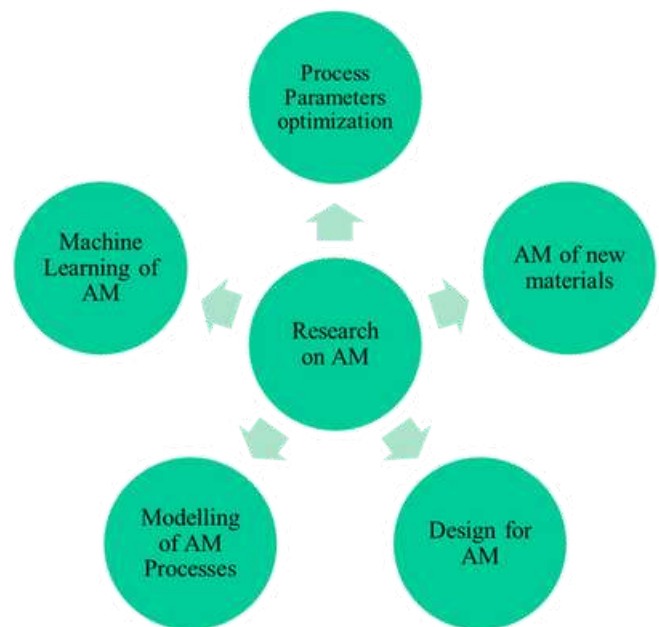 Process
Parameters
optimization
Machine
Learning of
AM
AM of new
materials
Research
on AM
Modelling
of AM
Processes
Design for
AM